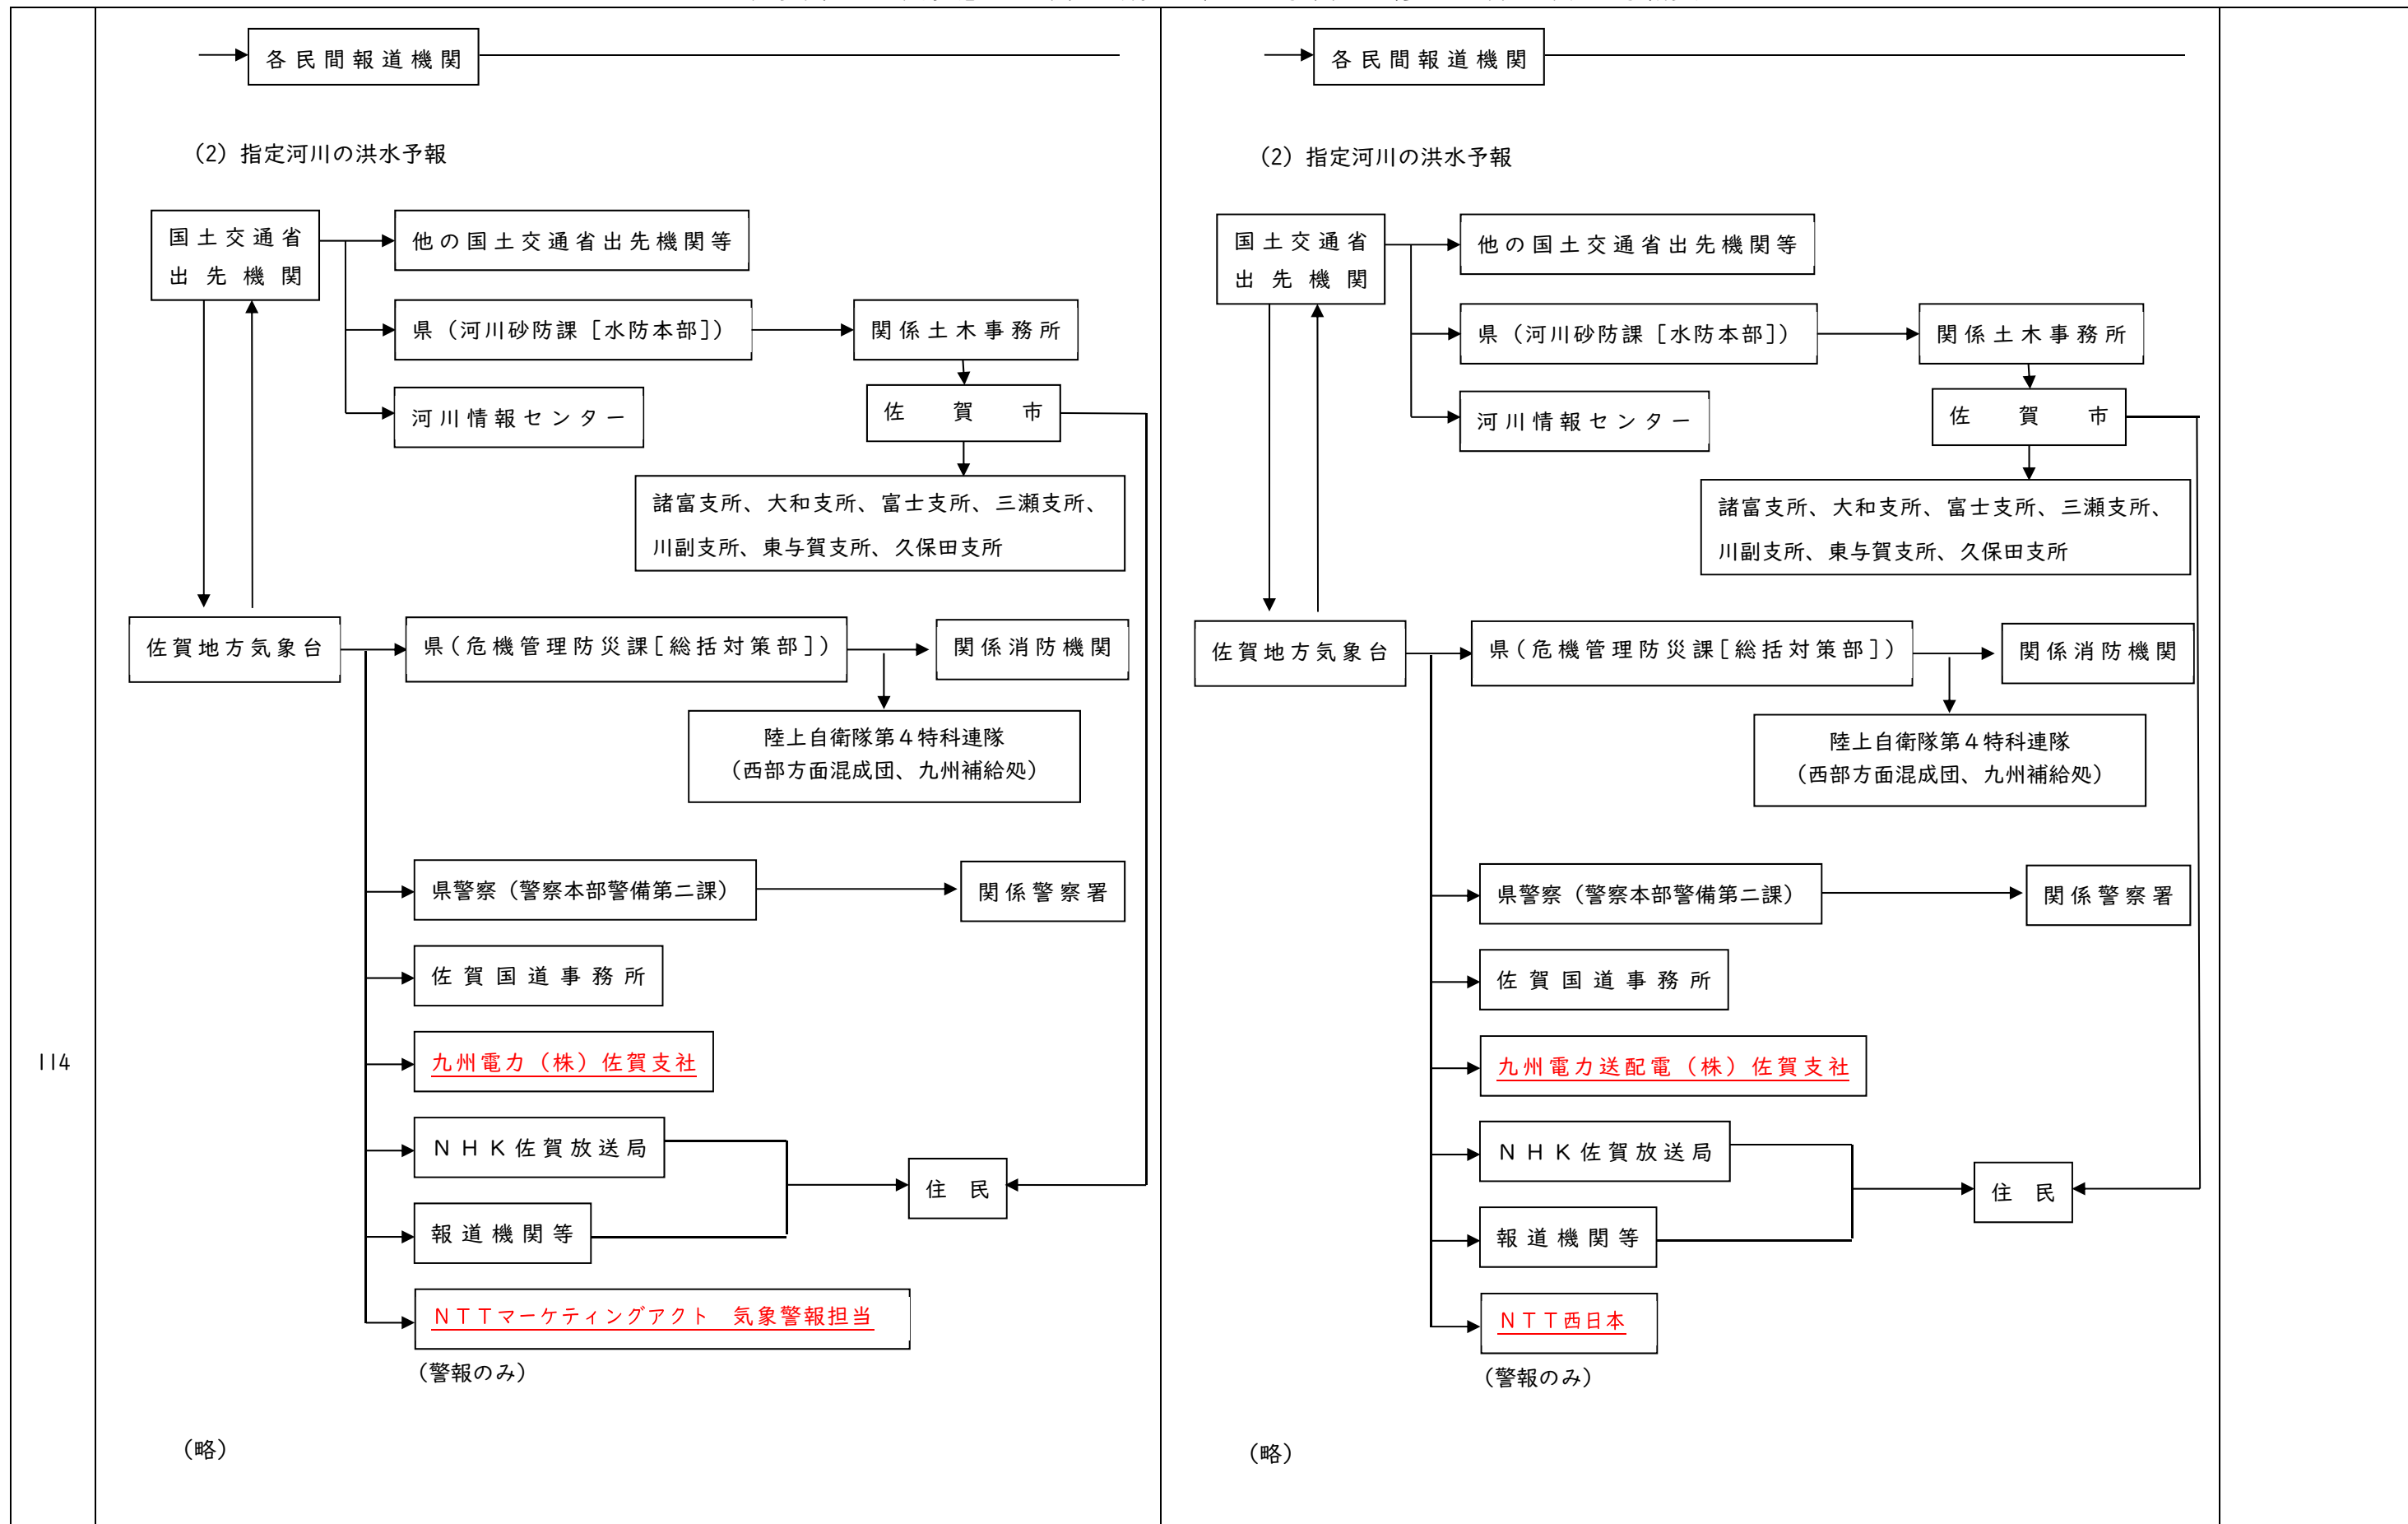 各民間報道機関
(2) 指定河川の洪水予報
国土交通省
出先機関
他の国土交通省出先機関等
県（河川砂防課［水防本部］）
関係土木事務所
河川情報センター
佐賀市
諸富支所、大和支所、富士支所、三瀬支所、
川副支所、東与賀支所、久保田支所
佐賀地方気象台
県（危機管理防災課［総括対策部］）
関係消防機関
陸上自衛隊第４特科連隊
（西部方面混成団、九州補給処）
県警察（警察本部警備第二課）
関係警察署
佐賀国道事務所
114
九州電力（株）佐賀支社
ＮＨＫ佐賀放送局
住民
報道機関等
ＮＴＴマーケティングアクト　気象警報担当
（警報のみ）
（略）
各民間報道機関
(2) 指定河川の洪水予報
国土交通省
出先機関
他の国土交通省出先機関等
県（河川砂防課［水防本部］）
関係土木事務所
河川情報センター
佐賀市
諸富支所、大和支所、富士支所、三瀬支所、
川副支所、東与賀支所、久保田支所
佐賀地方気象台
県（危機管理防災課［総括対策部］）
関係消防機関
陸上自衛隊第４特科連隊
（西部方面混成団、九州補給処）
県警察（警察本部警備第二課）
関係警察署
佐賀国道事務所
九州電力送配電（株）佐賀支社
ＮＨＫ佐賀放送局
住民
報道機関等
ＮＴＴ西日本
（警報のみ）
（略）